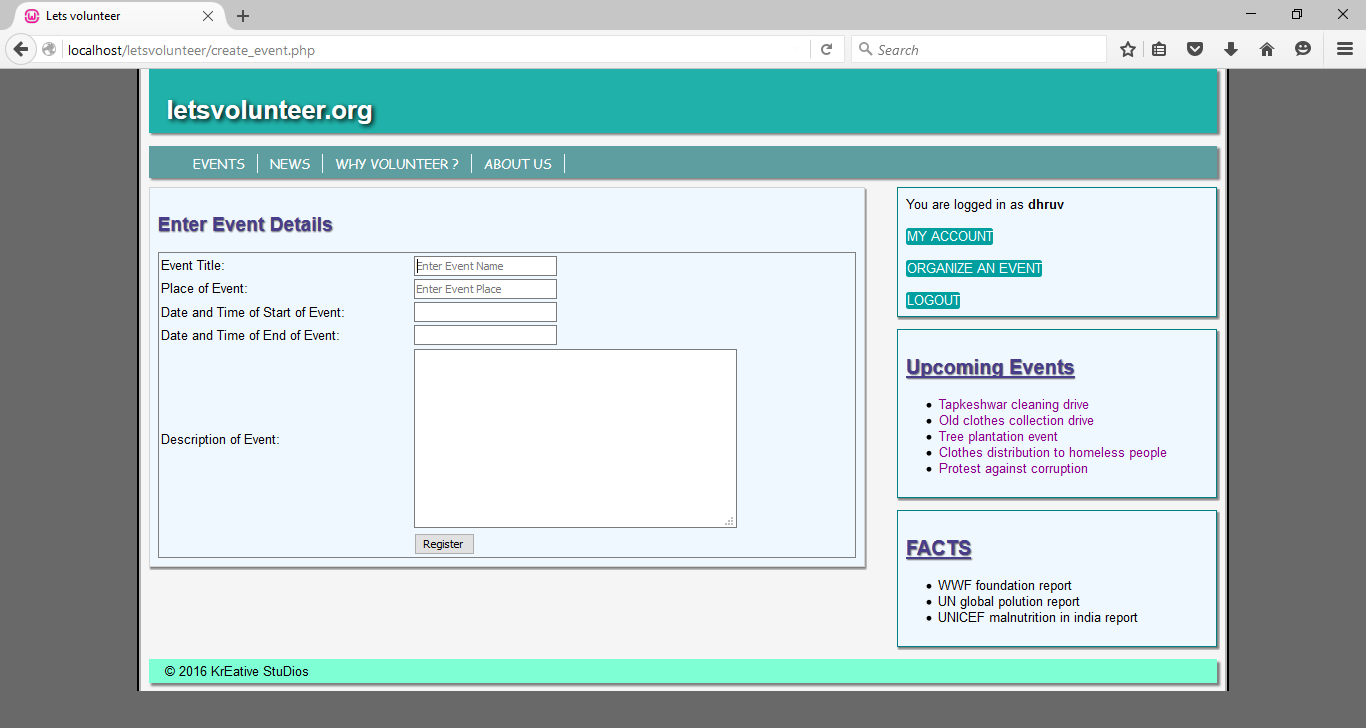 Lets volunteer
localhost/letsvolunteer/create_event.php
Search
letsvolunteer.org
EVENTS NEWS WHY VOLUNTEER ? ABOUT US
Enter Event Details
Event Title: Enter Event Name
Place of Event: Enter Event Place
Date and Time of Start of Event:
Date and Time of End of Event:
Description of Event:
Register
You are logged in as dhruv
MY ACCOUNT
ORGANIZE AN EVENT
LOGOUT
Upcoming Events
Tapkeshwar cleaning drive
Old clothes collection drive
Tree plantation event
Clothes distribution to homeless people
Protest against corruption
FACTS
WWF foundation report
UN global polution report
UNICEF malnutrition in india report
© 2016 KrEative StuDios